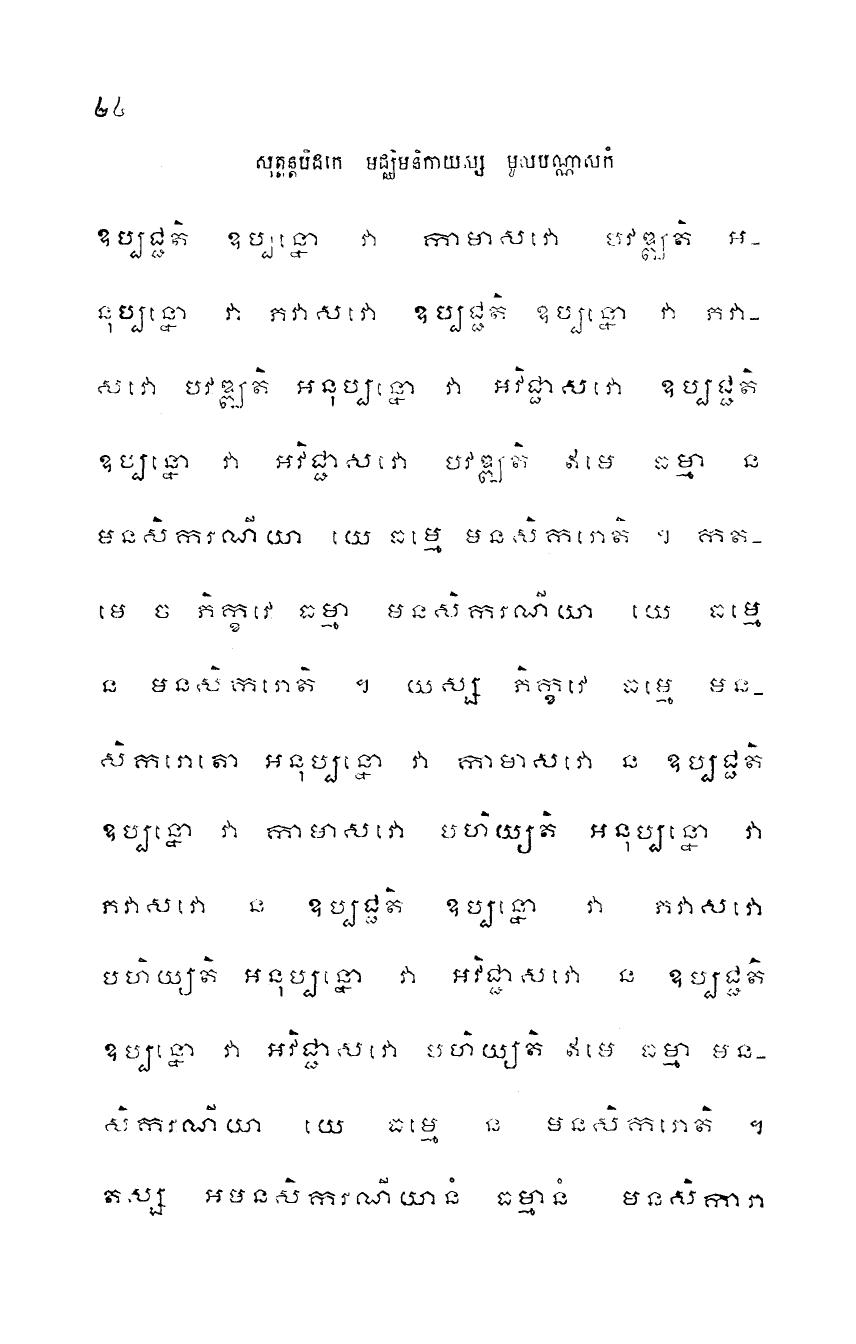 ២៤
សុត្តន្តបិដកេ មជ្ឈិមនិកាយស្ស មូលបណ្ណាសកំ
ឧប្បជ្ជតិ ឧប្បន្នោ វា កាមាសវោ បវឌ្ឍតិ អ-
នុប្បន្នោ វា ភវាសវោ ឧប្បជ្ជតិ ឧប្បន្នោ វា ភវា-
សវោ បវឌ្ឍតិ អនុប្បន្នោ វា អវិជ្ជាសវោ ឧប្បជ្ជតិ
ឧប្បន្នោ វា អវិជ្ជាសវោ បវឌ្ឍតិ ឥមេ ធម្មា ន
មនសិករណីយា យេ ធម្មេ មនសិករោតិ ។ កត-
មេ ច ភិក្ខវេ ធម្មា មនសិករណីយា យេ ធម្មេ
ន មនសិករោតិ ។ យស្ស ភិក្ខវេ ធម្មេ មន-
សិករោតោ អនុប្បន្នោ វា កាមាសវោ ន ឧប្បជ្ជតិ
ឧប្បន្នោ វា កាមាសវោ បហិយ្យតិ អនុប្បន្នោ វា
ភវាសវោ ន ឧប្បជ្ជតិ ឧប្បន្នោ វា ភវាសវោ
បហិយ្យតិ អនុប្បន្នោ វា អវិជ្ជាសវោ ន ឧប្បជ្ជតិ
ឧប្បន្នោ វា អវិជ្ជាសវោ បហិយ្យតិ ឥមេ ធម្មា មន-
សិករណីយា យេ ធម្មេ ន មនសិករោតិ ។
តស្ស អមនសិករណីយានំ ធម្មានំ មនសិការា